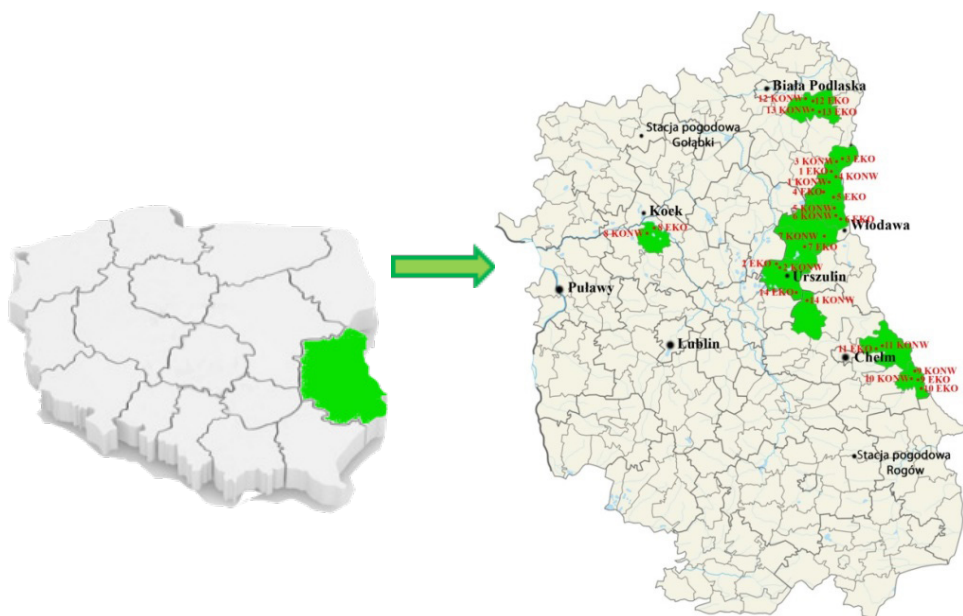 Biała Podlaska
12 KONW
12 EKO
13 KONW
13 EKO
Stacja pogodowa
Gołąbki
3 KONW
3 EKO
1 EKO
4 KONW
1 KONW
4 EKO
5 EKO
5 KONW
6 KONW
6 EKO
Kock
8 EKO
8 KONW
Włodawa
7 KONW
7 EKO
2 EKO
2 KONW
Urszulin
Puławy
14 EKO
14 KONW
Lublin
11 EKO
11 KONW
Chełm
9 KONW
10 KONW
9 EKO
10 EKO
Stacja pogodowa
Rogów